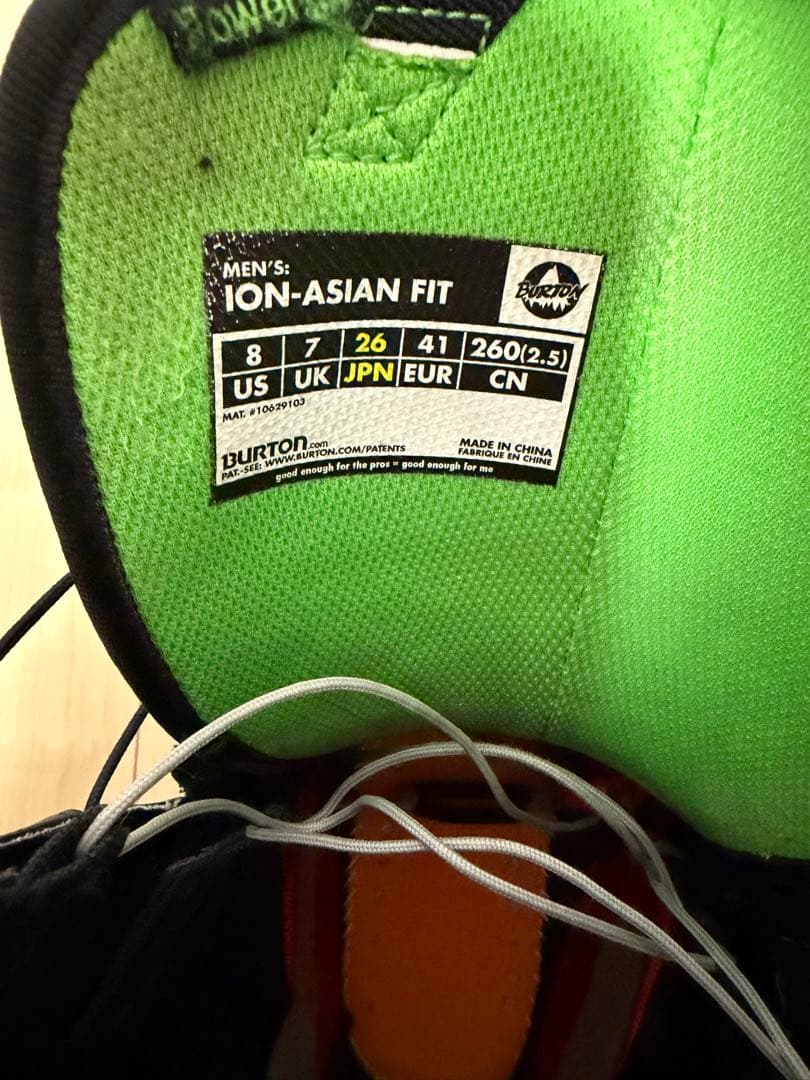 MEN'S:
ION-ASIAN FIT
BURTON
8 7 26 41 260(2.5)
US UK JPN EUR CN
MAT. #10629103
BURTON.com
PAT.-SEE: WWW.BURTON.COM/PATENTS
MADE IN CHINA
FABRIQUE EN CHINE
good enough for the pros = good enough for me